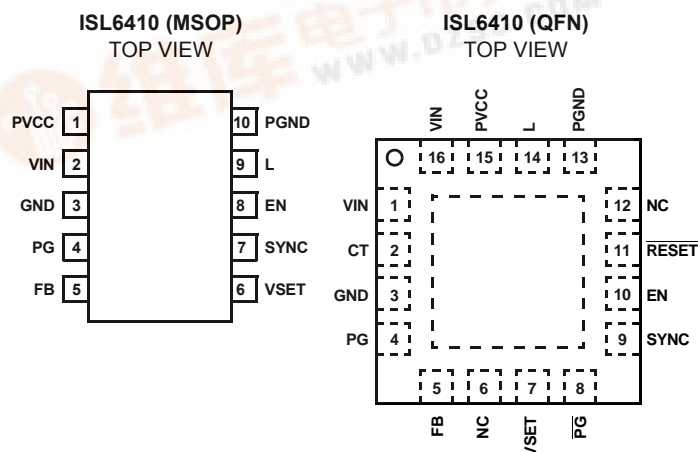 ISL6410 (MSOP)
TOP VIEW
PVCC 1
VIN 2
GND 3
PG 4
FB 5
10 PGND
9 L
8 EN
7 SYNC
6 VSET
ISL6410 (QFN)
TOP VIEW
VIN
PVCC
L
PGND
16
15
14
13
VIN 1
CT 2
GND 3
PG 4
12 NC
11 RESET
10 EN
9 SYNC
5
6
7
8
FB
NC
VSET
PG